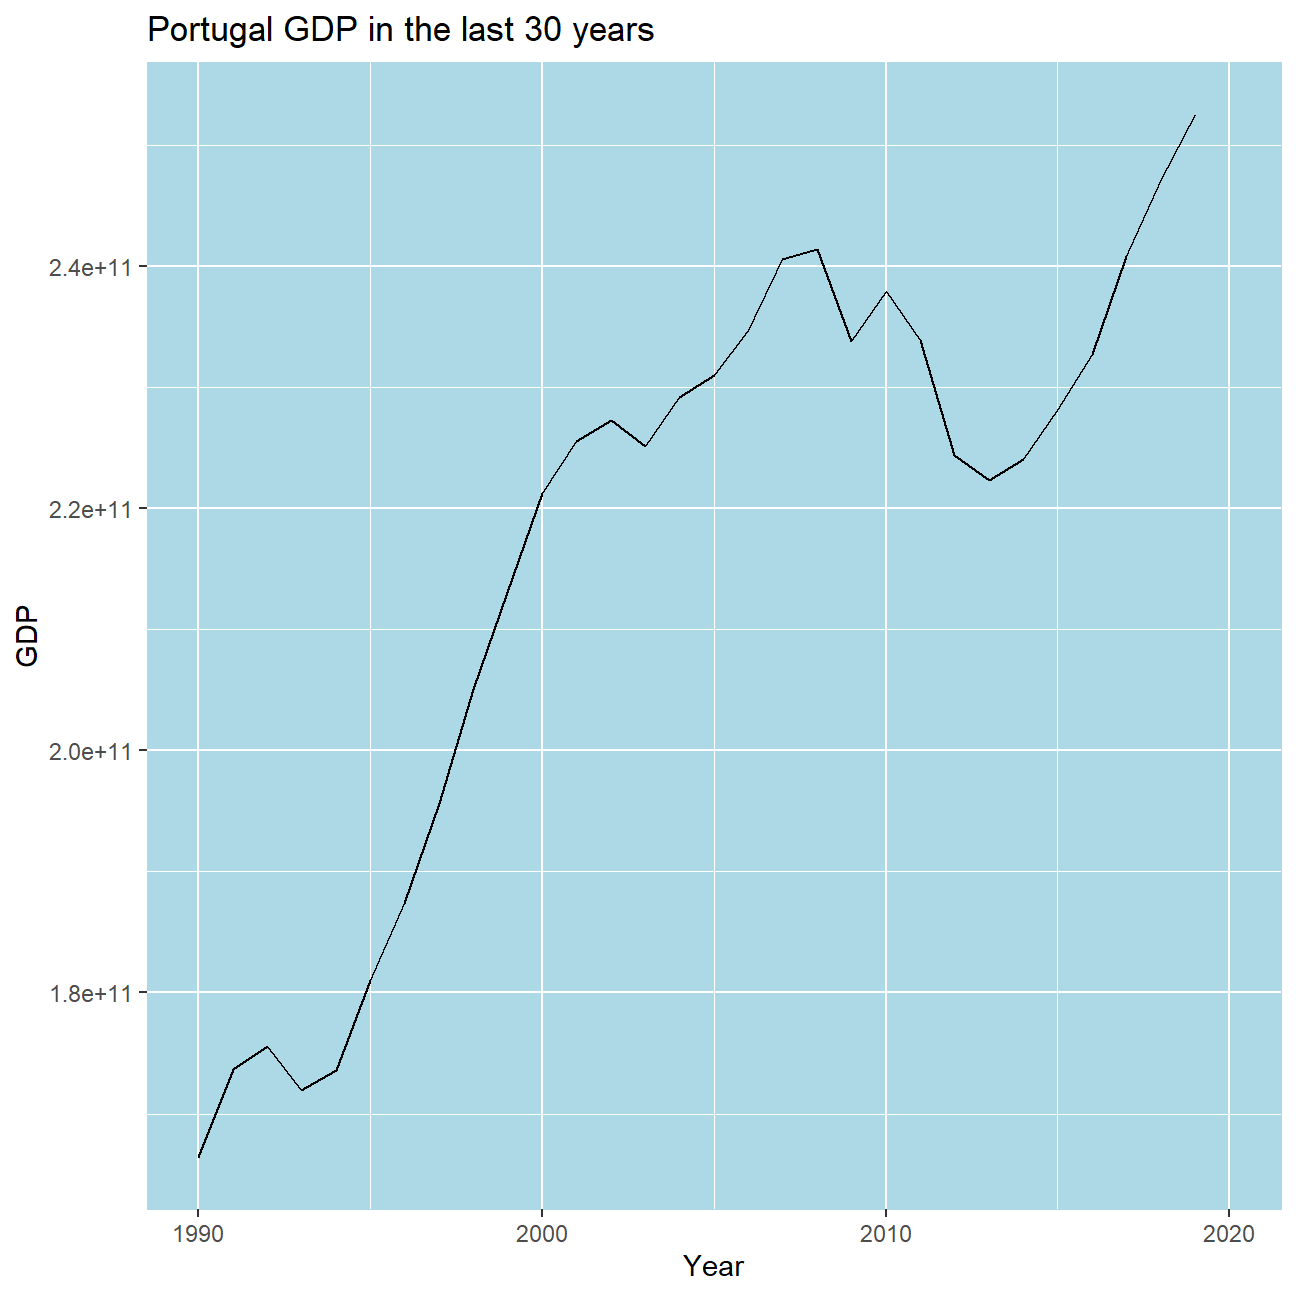 Portugal GDP in the last 30 years
2.4e+11
2.2e+11
2.0e+11
1.8e+11
GDP
1990
2000
2010
2020
Year